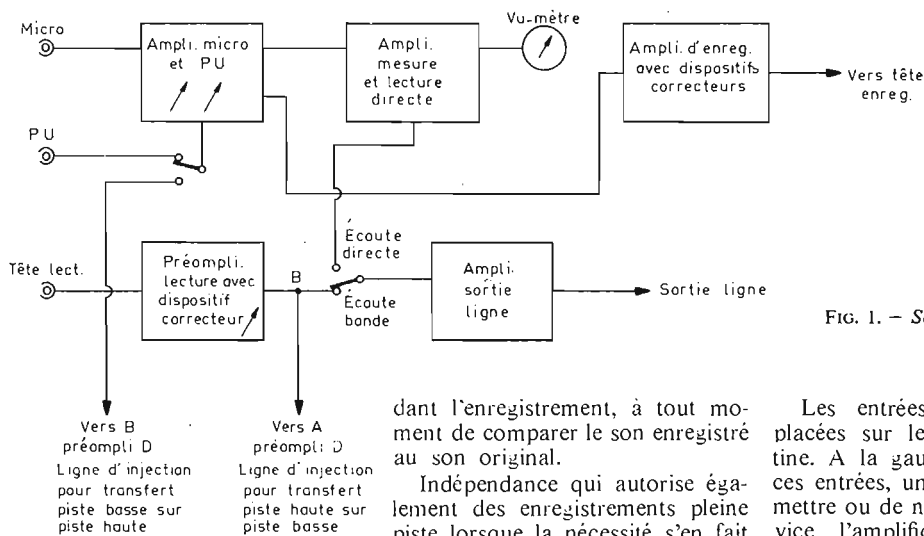 Micro
Ampli. micro
et PU
Ampli.
mesure
et lecture
directe
Vu-mètre
Ampli. d'enreg.
avec dispositifs
correcteurs
Vers tête
enreg.
PU
Tête lect.
Préampli.
lecture avec
dispositif
correcteur
B
Écoute
directe
Écoute
bande
Ampli.
sortie
ligne
Sortie ligne
FIG. 1. –
Vers B
préampli D
Ligne d'injection
pour transfert
piste basse sur
piste haute
Vers A
préampli D
Ligne d'injection
pour transfert
piste haute sur
piste basse
dant l'enregistrement, à tout mo-
ment de comparer le son enregistré
au son original.
Indépendance qui autorise éga-
lement des enregistrements pleine
piste lorsque la nécessité s'en fait
Les entrées
placées sur le
tine. A la gau
ces entrées, un
mettre ou de n
vice l'amplific